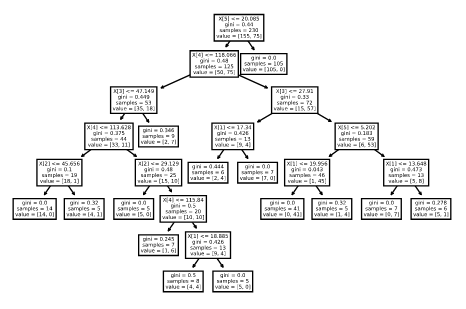 X[5] <= 20.085
gini = 0.44
samples = 230
value = [155, 75]
X[4] <= 118.066
gini = 0.48
samples = 125
value = [50, 75]
gini = 0.0
samples = 105
value = [105, 0]
X[3] <= 47.149
gini = 0.449
samples = 53
value = [35, 18]
X[3] <= 27.91
gini = 0.33
samples = 72
value = [15, 57]
X[4] <= 113.628
gini = 0.375
samples = 44
value = [33, 11]
gini = 0.346
samples = 9
value = [2, 7]
X[1] <= 17.34
gini = 0.426
samples = 13
value = [9, 4]
X[5] <= 5.202
gini = 0.183
samples = 59
value = [6, 53]
X[2] <= 45.656
gini = 0.1
samples = 19
value = [18, 1]
X[2] <= 29.129
gini = 0.48
samples = 25
value = [15, 10]
gini = 0.444
samples = 6
value = [2, 4]
gini = 0.0
samples = 7
value = [7, 0]
X[1] <= 19.956
gini = 0.043
samples = 46
value = [1, 45]
X[1] <= 13.648
gini = 0.473
samples = 13
value = [5, 8]
gini = 0.0
samples = 14
value = [14, 0]
gini = 0.32
samples = 5
value = [4, 1]
gini = 0.0
samples = 5
value = [5, 0]
X[4] <= 115.84
gini = 0.5
samples = 20
value = [10, 10]
gini = 0.0
samples = 41
value = [0, 41]
gini = 0.32
samples = 5
value = [1, 4]
gini = 0.0
samples = 7
value = [0, 7]
gini = 0.278
samples = 6
value = [5, 1]
gini = 0.245
samples = 7
value = [1, 6]
X[1] <= 18.885
gini = 0.426
samples = 13
value = [9, 4]
gini = 0.5
samples = 8
value = [4, 4]
gini = 0.0
samples = 5
value = [5, 0]